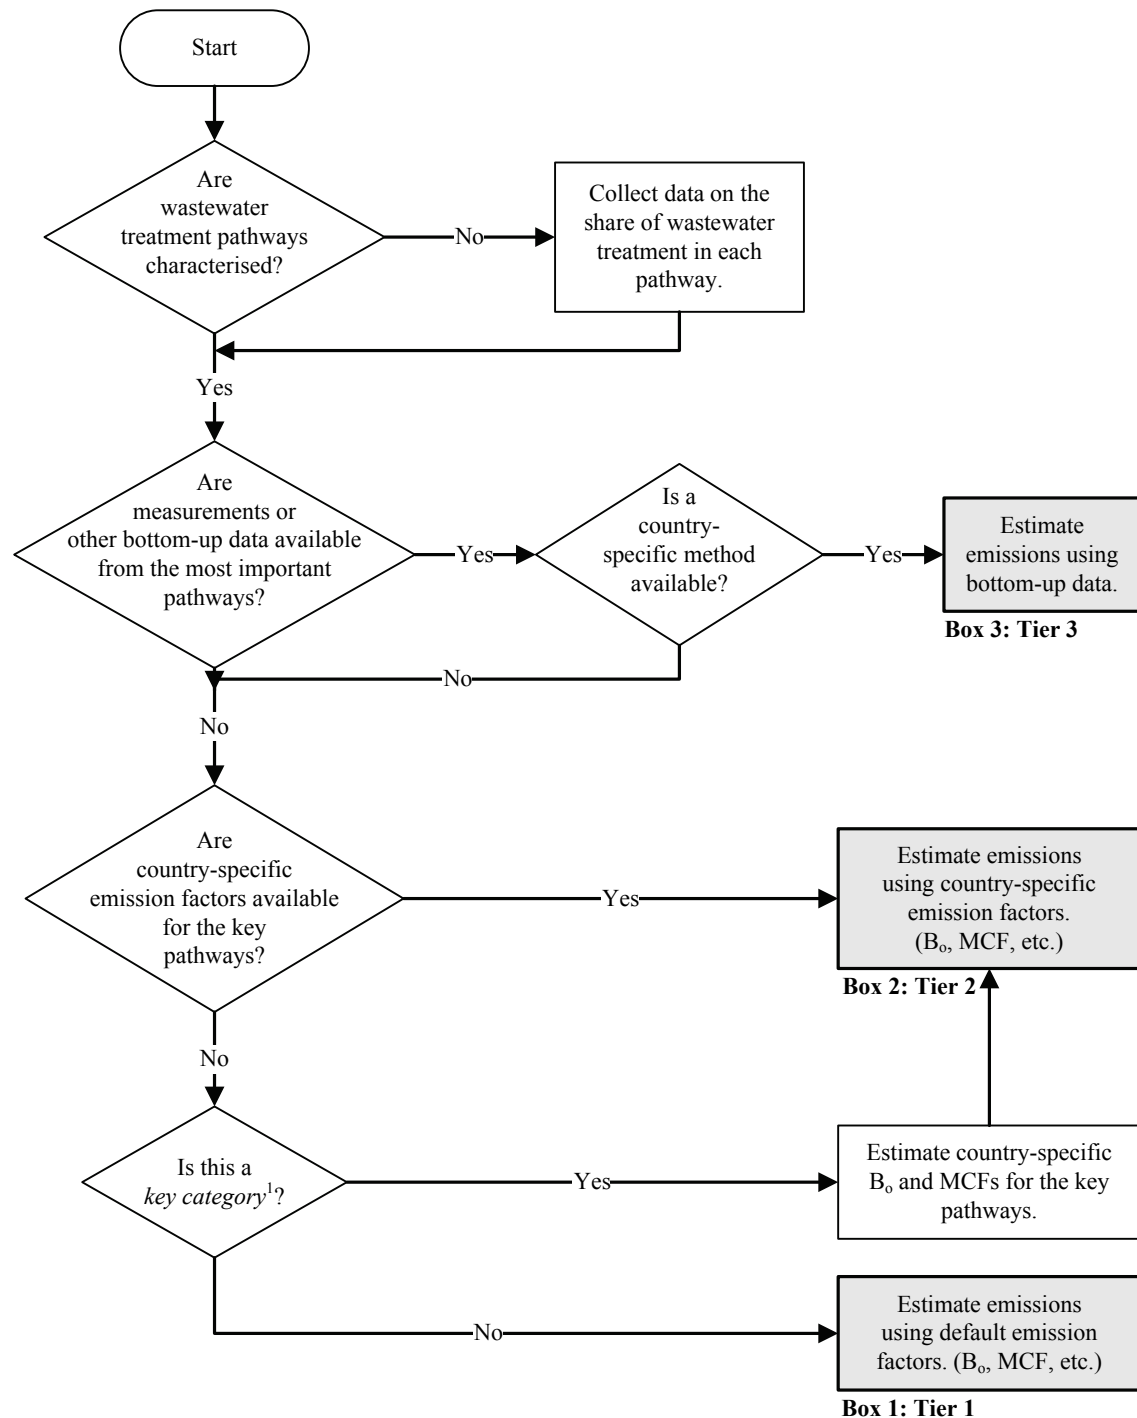 Start
Are
wastewater
treatment pathways
characterised?
No
Collect data on the
share of wastewater
treatment in each
pathway.
Yes
Are
measurements or
other bottom-up data available
from the most important
pathways?
Yes
Is a
country-
specific method
available?
Yes
Estimate
emissions using
bottom-up data.
Box 3: Tier 3
No
No
Are
country-specific
emission factors available
for the key
pathways?
Yes
Estimate emissions
using country-specific
emission factors.
(Bₒ, MCF, etc.)
Box 2: Tier 2
No
Is this a
key category¹?
Yes
Estimate country-specific
Bₒ and MCFs for the key
pathways.
No
Estimate emissions
using default emission
factors. (Bₒ, MCF, etc.)
Box 1: Tier 1